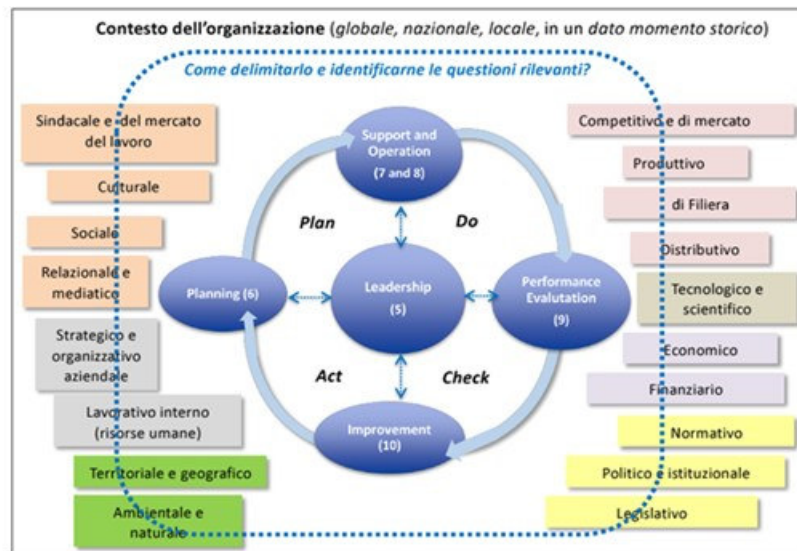 Contesto dell'organizzazione (globale, nazionale, locale, in un dato momento storico)
Come delimitarlo e identificarne le questioni rilevanti?
Sindacale e del mercato
del lavoro
Culturale
Sociale
Relazionale e
mediatico
Strategico e
organizzativo
aziendale
Lavorativo interno
(risorse umane)
Territoriale e geografico
Ambientale e
naturale
Support and
Operation
(7 and 8)
Plan
Do
Planning (6)
Leadership
(5)
Performance
Evalutation
(9)
Act
Check
Improvement
(10)
Competitivo e di mercato
Produttivo
di Filiera
Distributivo
Tecnologico e
scientifico
Economico
Finanziario
Normativo
Politico e istituzionale
Legislativo